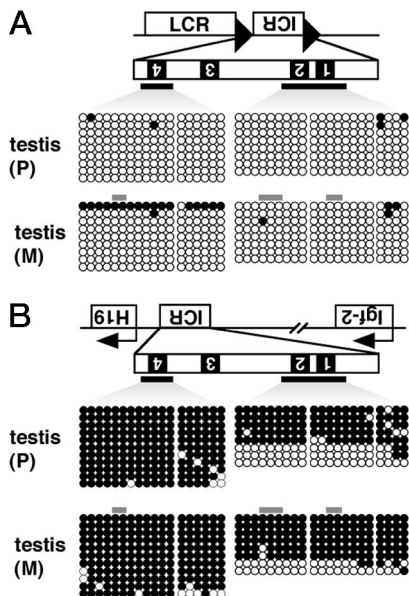 A
LCR ICR
4 3 2 1
testis
(P)
testis
(M)
B
H19 ICR Igf-2
4 3 2 1
testis
(P)
testis
(M)